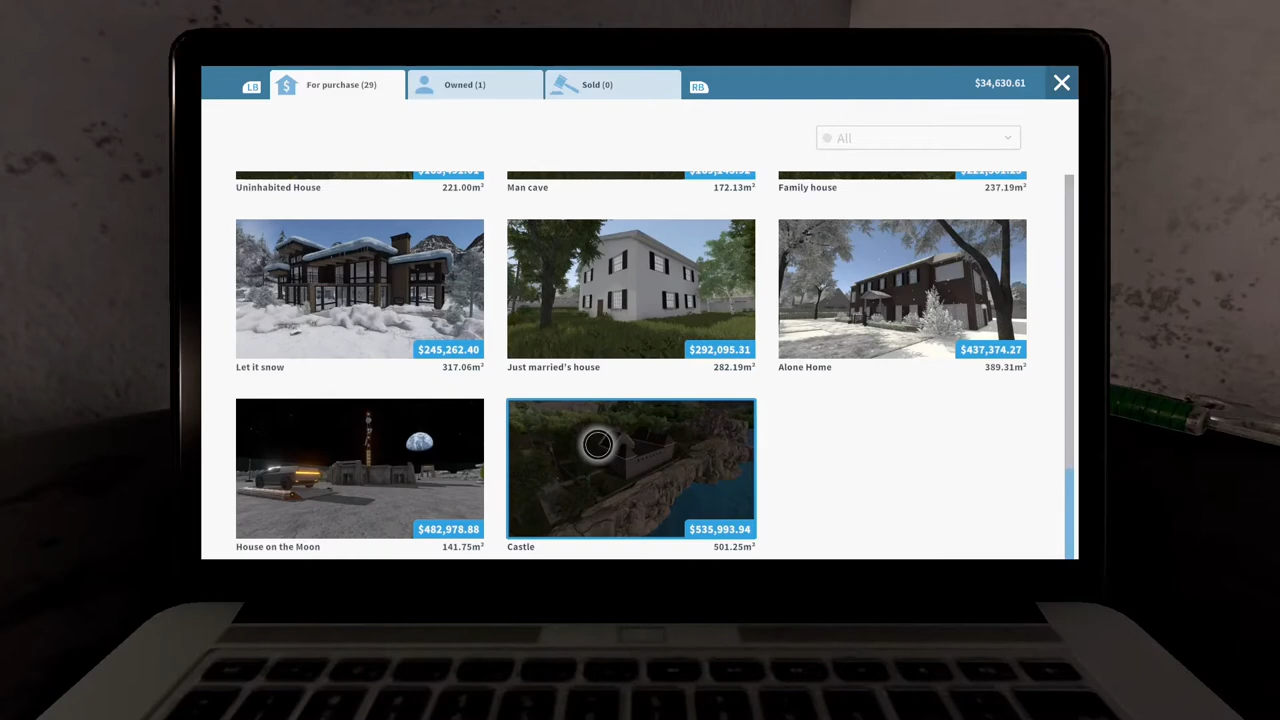 LB
For purchase (29)
Owned (1)
Sold (0)
RB
$34,630.61
All
Uninhabited House
221.00m²
Man cave
172.13m²
Family house
237.19m²
$245,262.40
Let it snow
317.06m²
$292,095.31
Just married's house
282.19m²
$437,374.27
Alone Home
389.31m²
$482,978.88
House on the Moon
141.75m²
$535,993.94
Castle
501.25m²